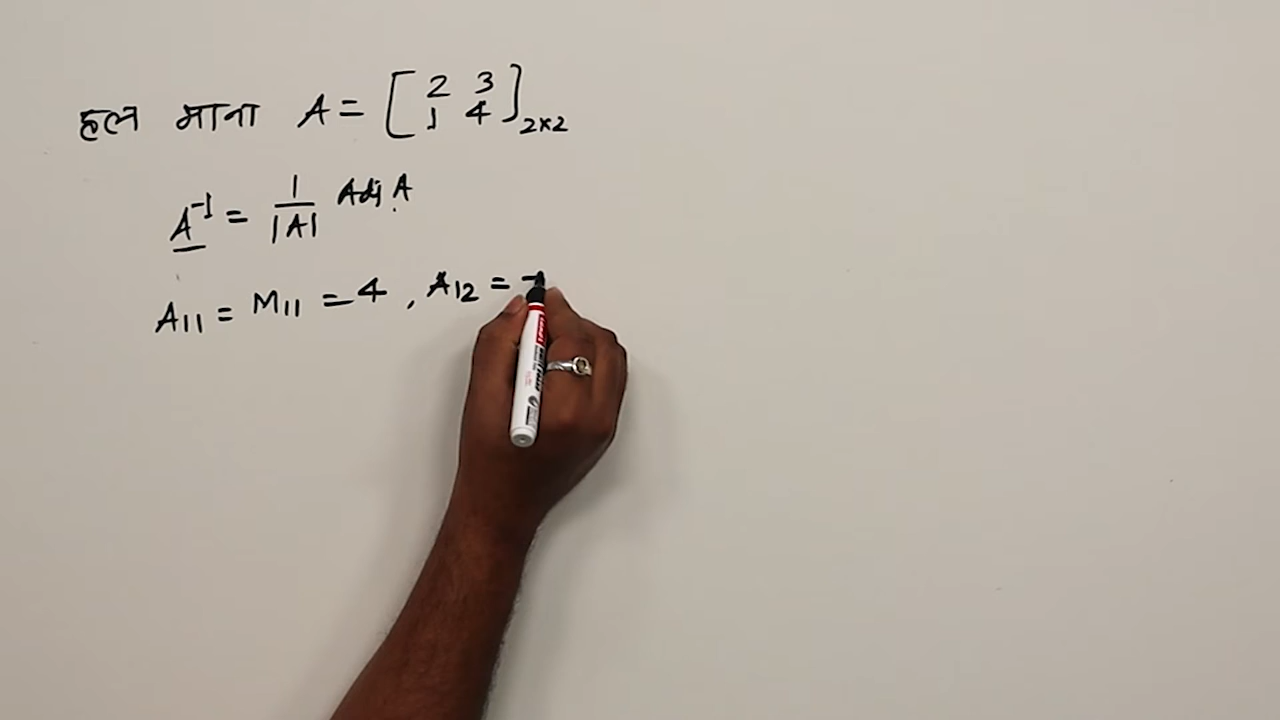 हल माना A = [ 2 3 1 4 ]2×2
A⁻¹ = 1/|A| Adj A
A11 = M11 = 4 , A12 = -